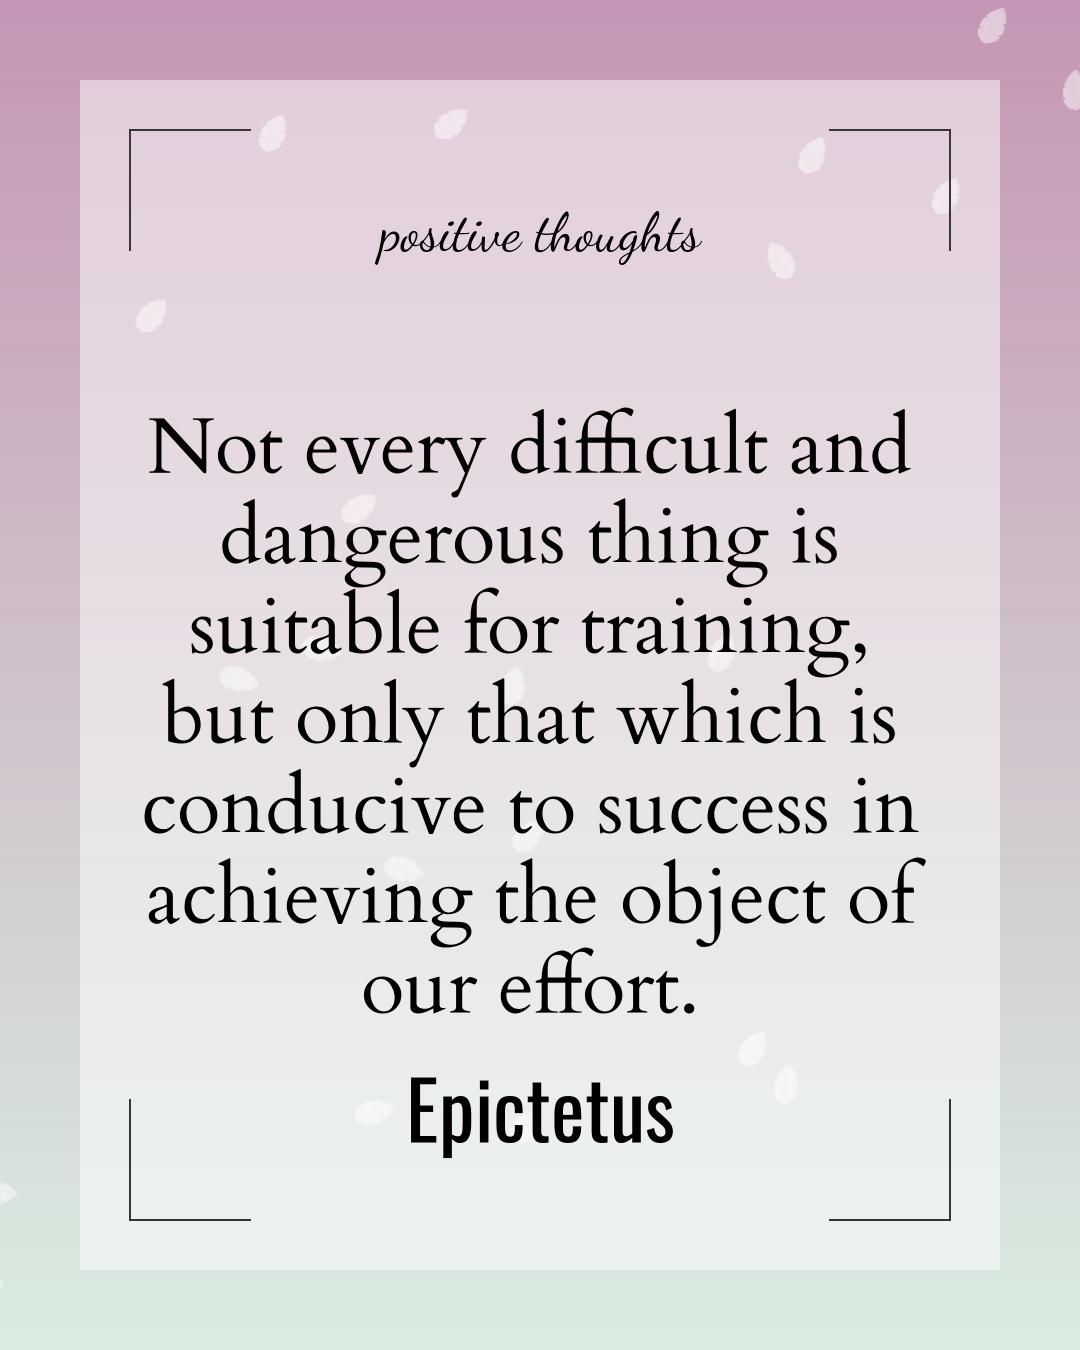 positive thoughts
Not every difficult and
dangerous thing is
suitable for training,
but only that which is
conducive to success in
achieving the object of
our effort.
Epictetus